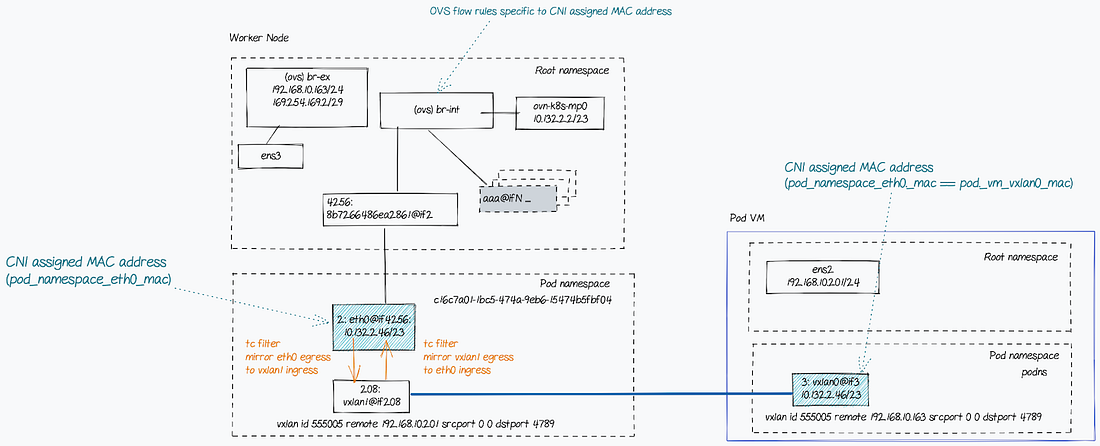 OVS flow rules specific to CNI assigned MAC address
Worker Node
Root namespace
(ovs) br-ex
192.168.10.163/24
169.254.169.2/29
(ovs) br-int
ovn-k8s-mp0
10.132.2.2/23
ens3
4256:
8b7266486ea2861@if2
aaa@ifN _
CNI assigned MAC address
(pod_namespace_eth0_mac)
Pod namespace
c16c7a01-1bc5-474a-9eb6-15474b5fbf04
2: eth0@if4256:
10.132.2.46/23
tc filter
mirror eth0 egress
to vxlan1 ingress
tc filter
mirror vxlan1 egress
to eth0 ingress
208:
vxlan1@if208
vxlan id 555005 remote 192.168.10.201 srcport 0 0 dstport 4789
CNI assigned MAC address
(pod_namespace_eth0_mac == pod_vm_vxlan0_mac)
Pod VM
Root namespace
ens2
192.168.10.201/24
Pod namespace
podns
3: vxlan0@if3
10.132.2.46/23
vxlan id 555005 remote 192.168.10.163 srcport 0 0 dstport 4789